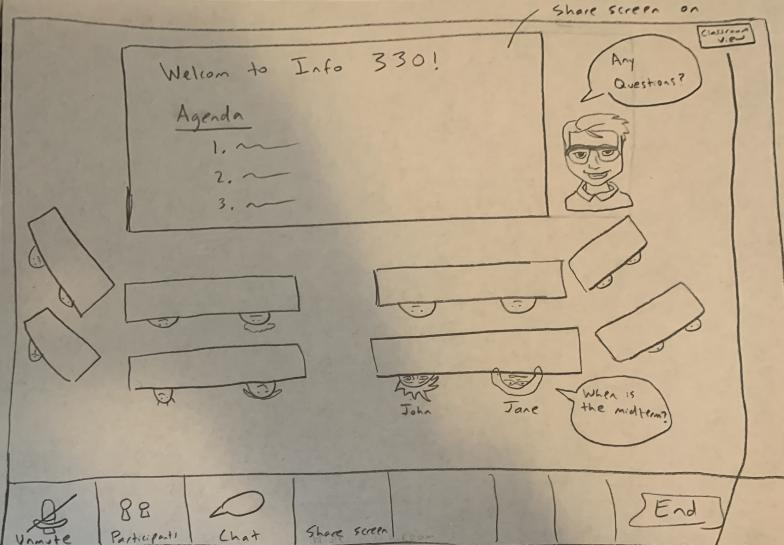 Share screen on
Classroom
View
Welcom to Info 330!
Any
Questions?
Agenda
1.
2.
3.
John
Jane
When is
the midterm?
Unmute
Participants
Chat
Share screen
End